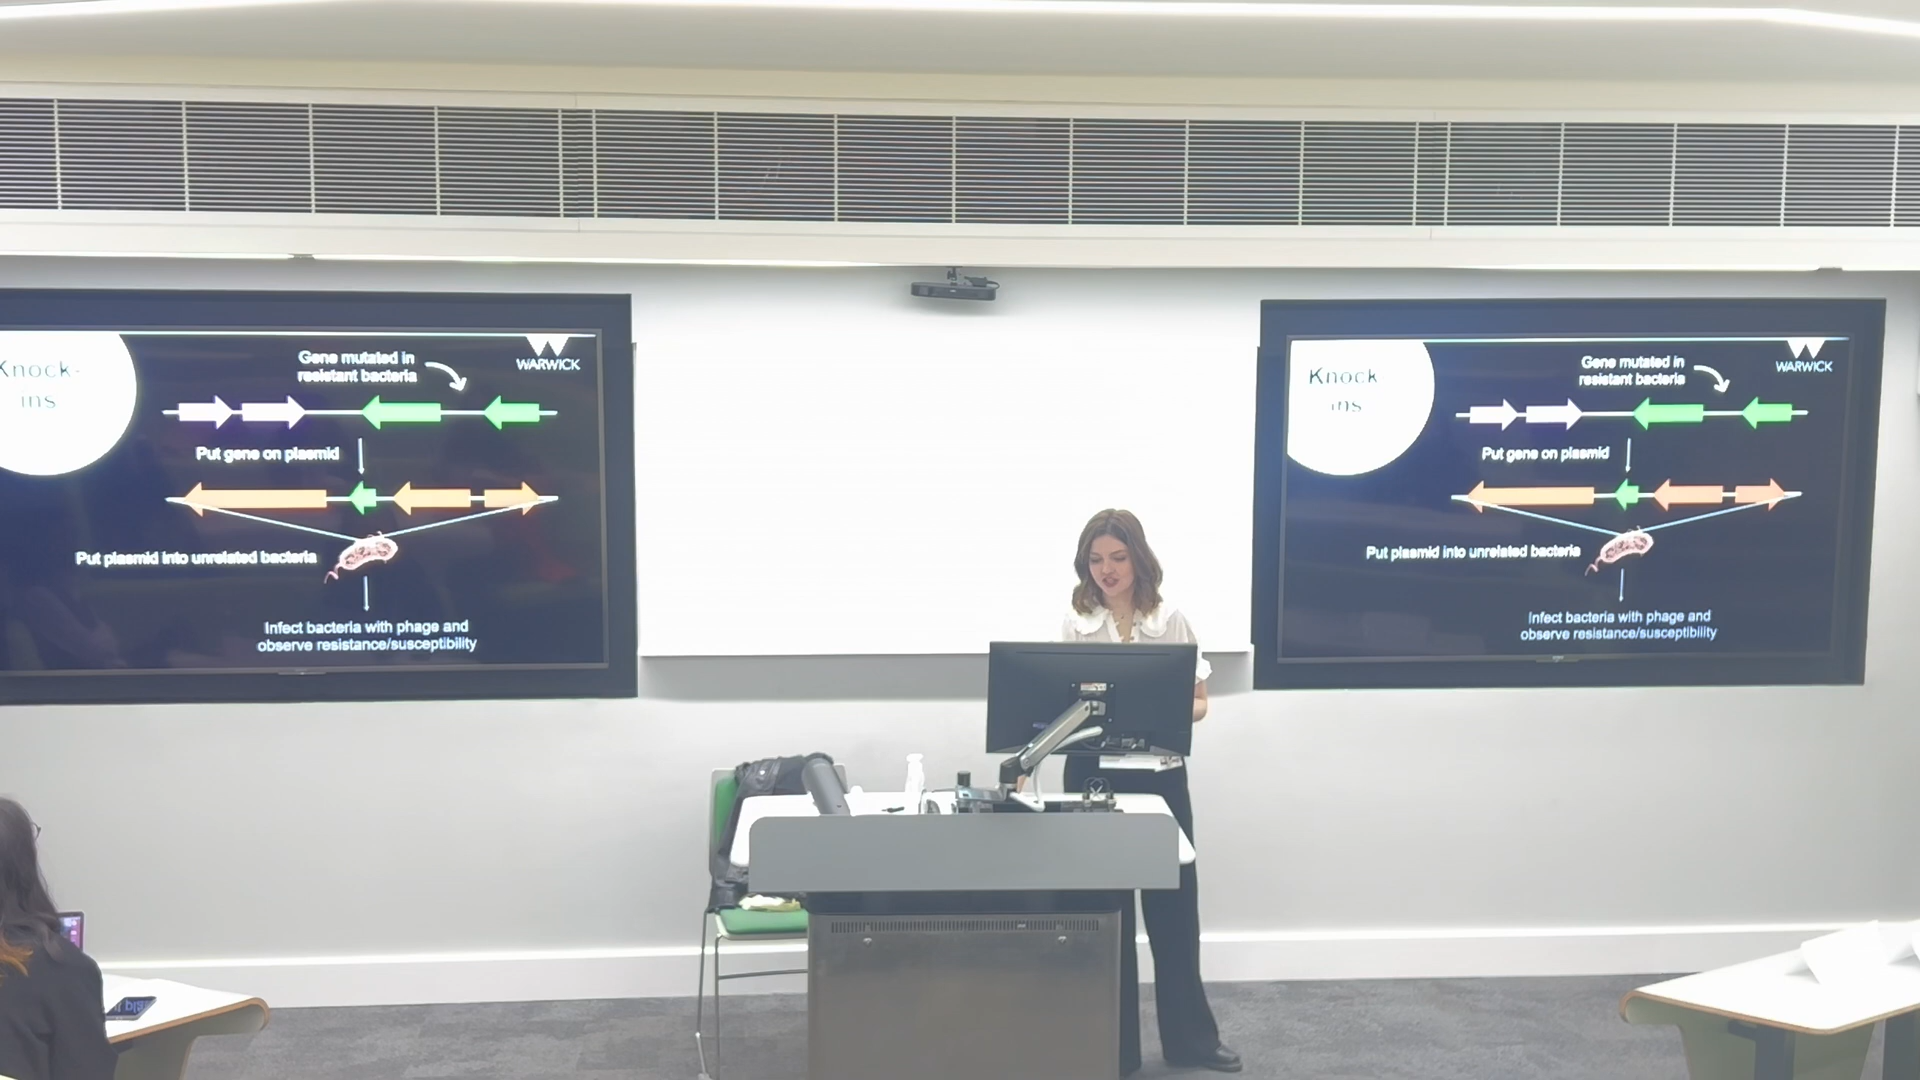 Knock-
ins
Gene mutated in
resistant bacteria
WARWICK
Put gene on plasmid
Put plasmid into unrelated bacteria
Infect bacteria with phage and
observe resistance/susceptibility
Knock
ins
Gene mutated in
resistant bacteria
WARWICK
Put gene on plasmid
Put plasmid into unrelated bacteria
Infect bacteria with phage and
observe resistance/susceptibility